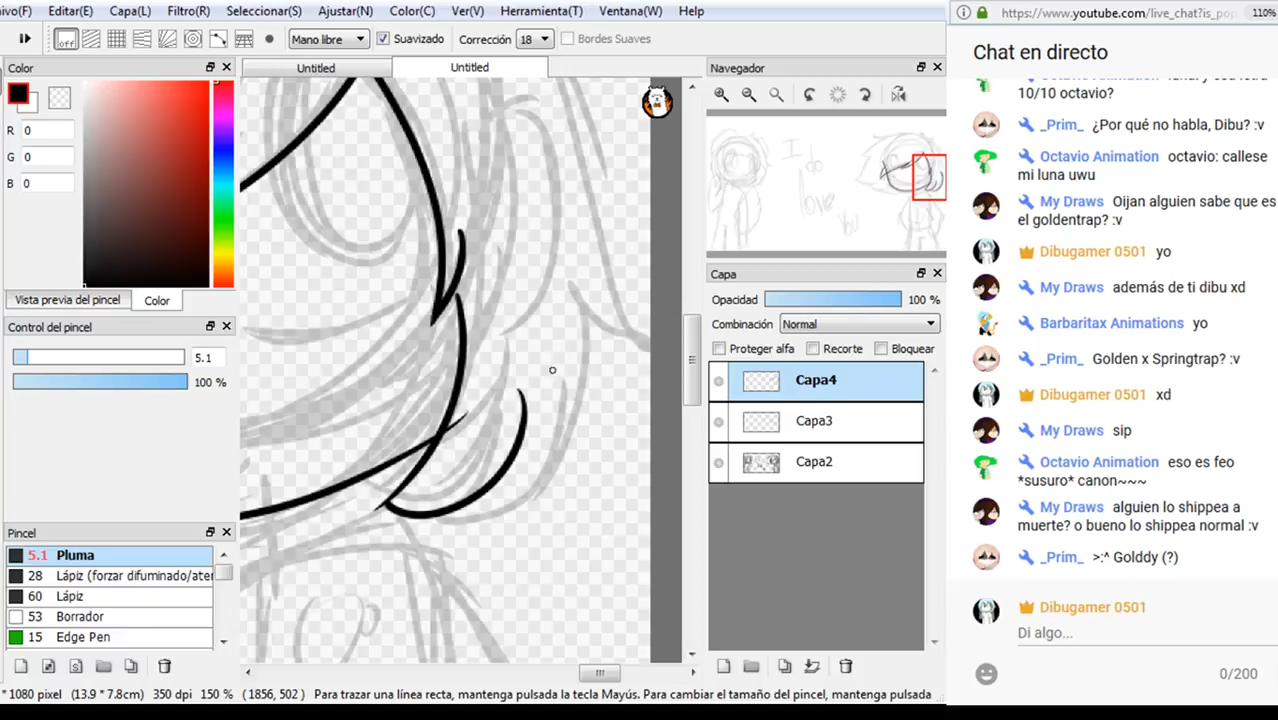 ivo(F) Editar(E) Capa(L) Filtro(R) Seleccionar(S) Ajustar(N) Color(C) Ver(V) Herramienta(T) Ventana(W) Help
https://www.youtube.com/live_chat?is_pop 110%
off Mano libre Suavizado Corrección 18 Bordes Suaves
Chat en directo
Color
Untitled Untitled
Navegador
R 0
G 0
B 0
I do
love
You
Vista previa del pincel Color
Control del pincel
5.1
100 %
Capa
Opacidad 100 %
Combinación Normal
Proteger alfa Recorte Bloquear
Capa4
Capa3
Capa2
Pincel
5.1 Pluma
28 Lápiz (forzar difuminado/ater
60 Lápiz
53 Borrador
15 Edge Pen
* 1080 pixel (13.9 * 7.8cm) 350 dpi 150 % (1856, 502) Para trazar una línea recta, mantenga pulsada la tecla Mayús. Para cambiar el tamaño del pincel, mantenga pulsada
10/10 octavio?
_Prim_ ¿Por qué no habla, Dibu? :v
Octavio Animation octavio: callese
mi luna uwu
My Draws Oijan alguien sabe que es
el goldentrap? :v
Dibugamer 0501 yo
My Draws además de ti dibu xd
Barbaritax Animations yo
_Prim_ Golden x Springtrap? :v
Dibugamer 0501 xd
My Draws sip
Octavio Animation eso es feo
*susuro* canon~~~
My Draws alguien lo shippea a
muerte? o bueno lo shippea normal :v
_Prim_ >:^ Golddy (?)
Dibugamer 0501
Di algo...
0/200